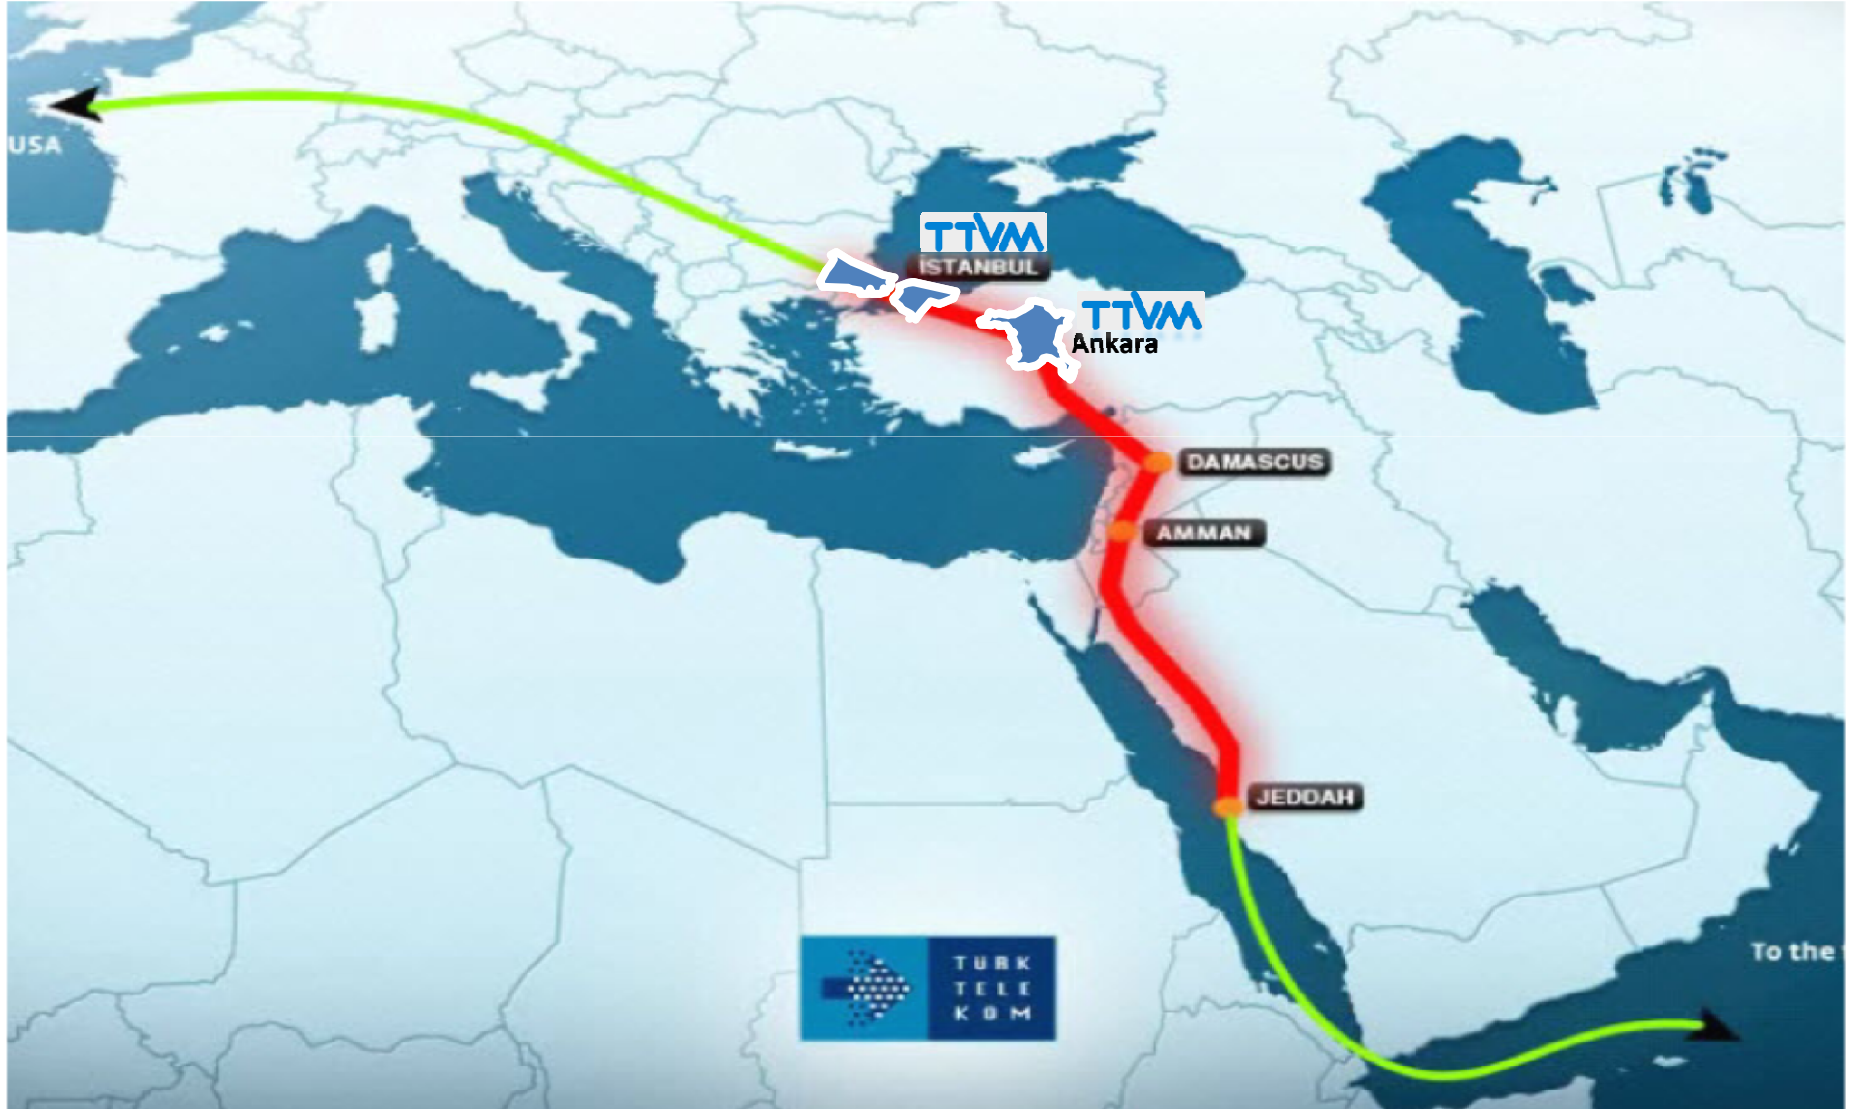 USA
TTVM
İSTANBUL
TTVM
Ankara
DAMASCUS
AMMAN
JEDDAH
To the
TURK
TELE
KOM